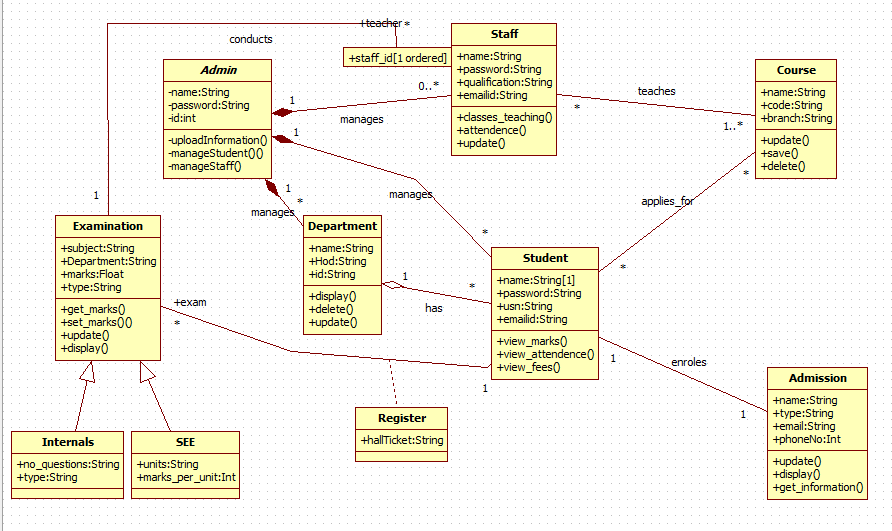 +teacher *
conducts
+staff_id[1 ordered]
Staff
+name:String
+password:String
+qualification:String
+emailid:String
+classes_teaching()
+attendence()
+update()
Admin
-name:String
-password:String
-id:int
-uploadInformation()
-manageStudent()()
-manageStaff()
Course
+name:String
+code:String
+branch:String
+update()
+save()
+delete()
1
0..*
manages
teaches
*
1..*
1
manages
*
1
*
manages
applies_for
*
*
1
Examination
+subject:String
+Department:String
+marks:Float
+type:String
+get_marks()
+set_marks()()
+update()
+display()
Department
+name:String
+Hod:String
+id:String
+display()
+delete()
+update()
Student
+name:String[1]
+password:String
+usn:String
+emailid:String
+view_marks()
+view_attendence()
+view_fees()
1
*
has
+exam
*
1
1
enroles
1
Admission
+name:String
+type:String
+email:String
+phoneNo:Int
+update()
+display()
+get_information()
Register
+hallTicket:String
Internals
+no_questions:String
+type:String
SEE
+units:String
+marks_per_unit:Int